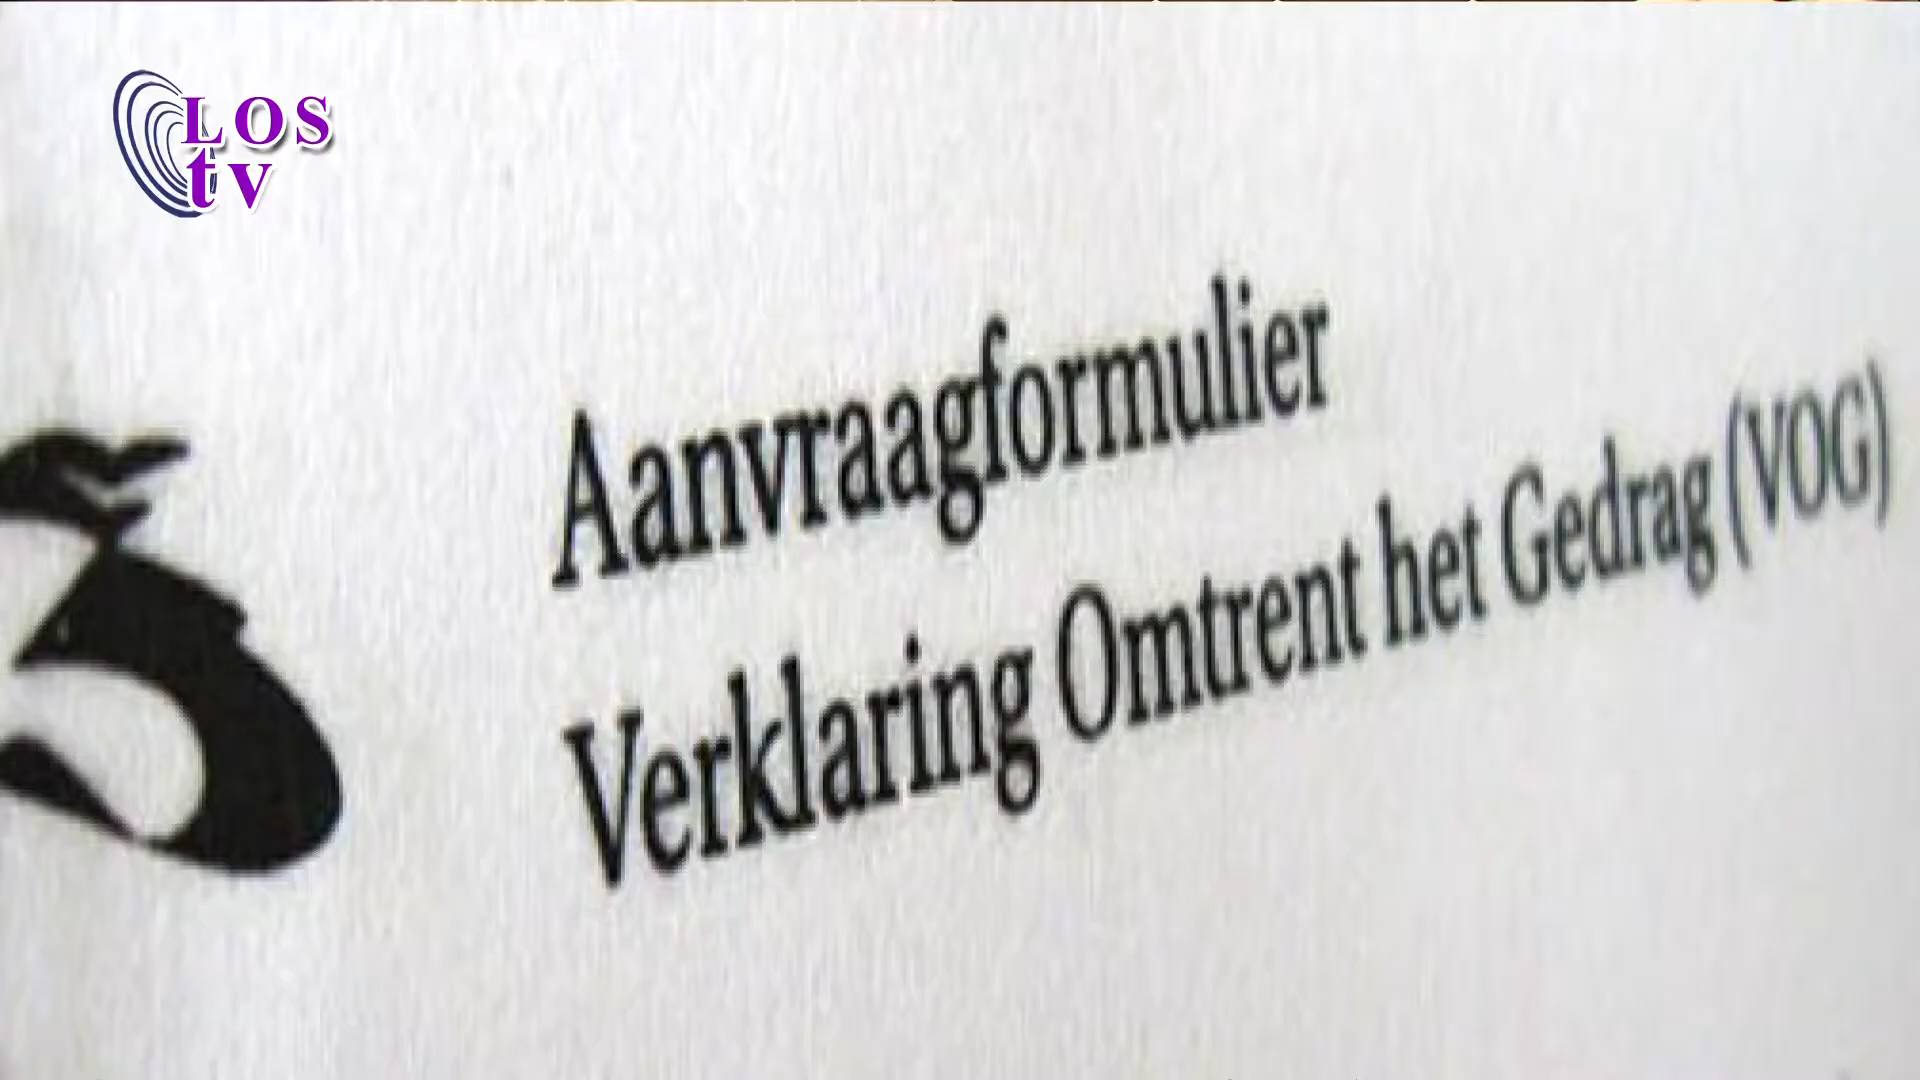 LOS
tv
Aanvraagformulier
Verklaring Omtrent het Gedrag (VOG)